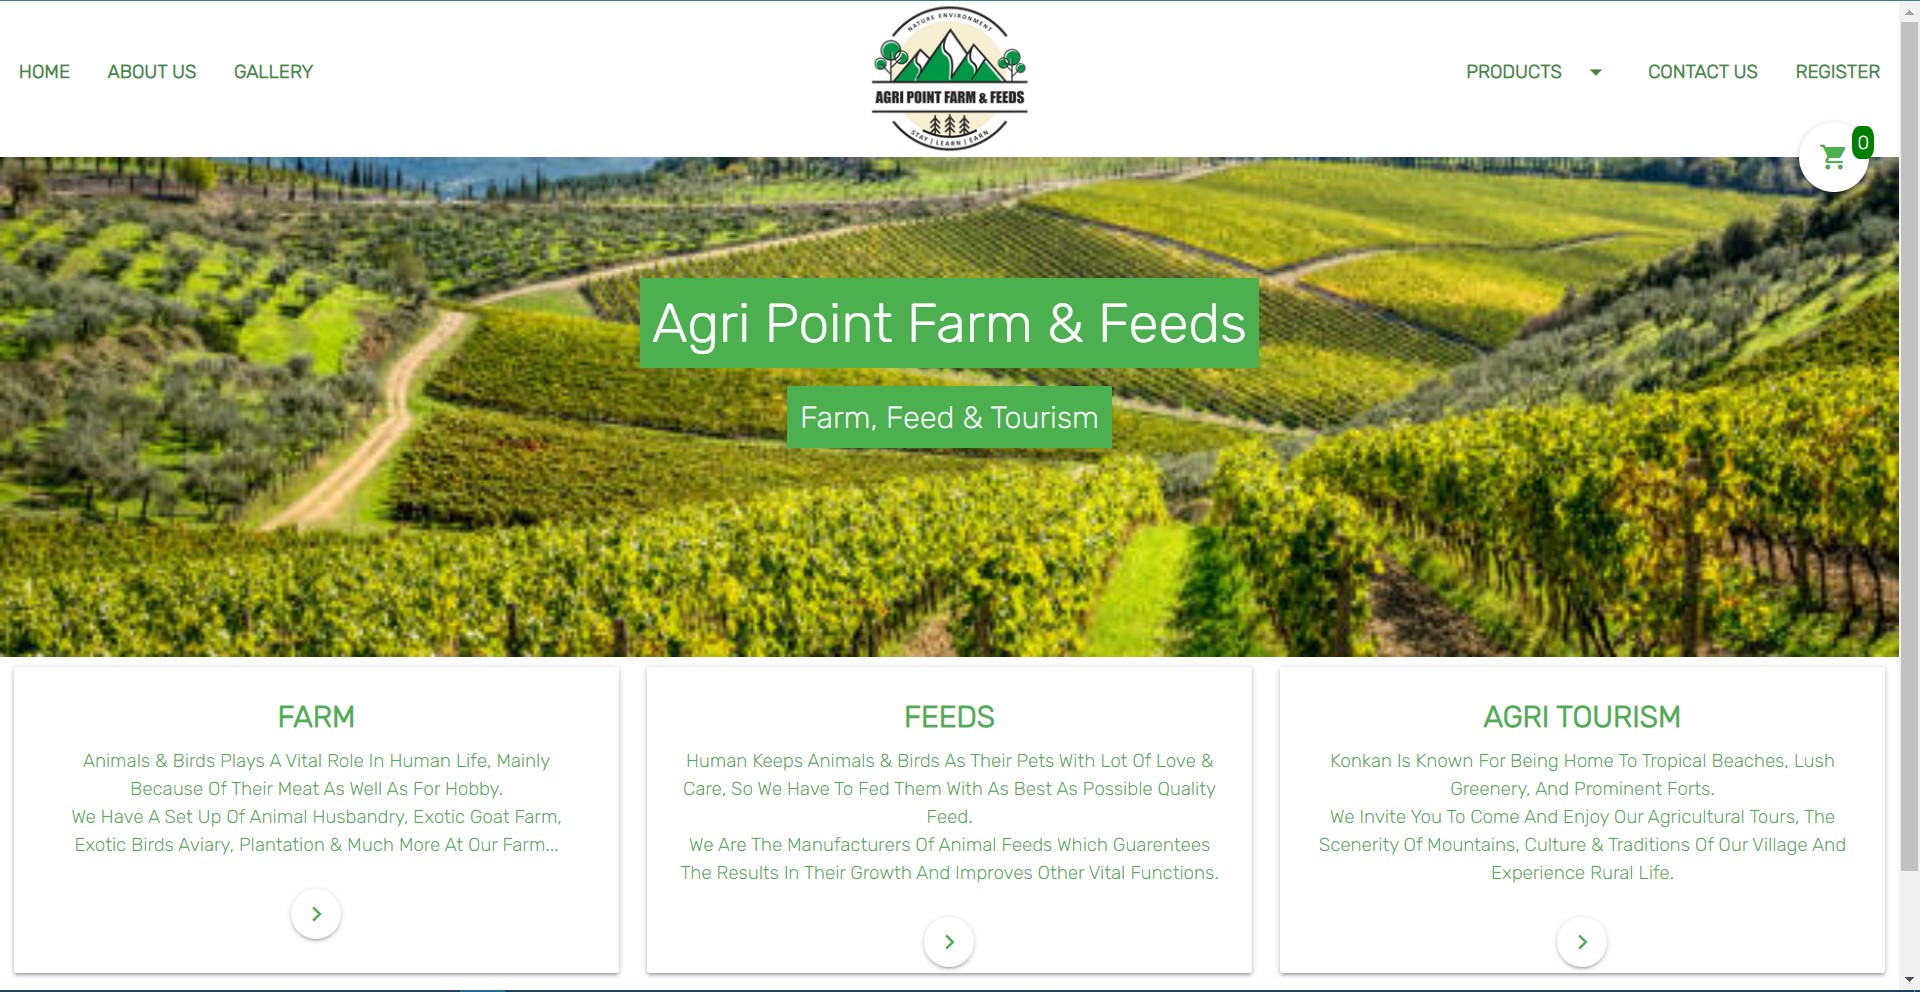 HOME
ABOUT US
GALLERY
NATURE ENVIRONMENT
AGRI POINT FARM & FEEDS
STAY | LEARN | EARN
PRODUCTS
CONTACT US
REGISTER
0
Agri Point Farm & Feeds
Farm, Feed & Tourism
FARM
Animals & Birds Plays A Vital Role In Human Life, Mainly
Because Of Their Meat As Well As For Hobby.
We Have A Set Up Of Animal Husbandry, Exotic Goat Farm,
Exotic Birds Aviary, Plantation & Much More At Our Farm...
FEEDS
Human Keeps Animals & Birds As Their Pets With Lot Of Love &
Care, So We Have To Fed Them With As Best As Possible Quality
Feed.
We Are The Manufacturers Of Animal Feeds Which Guarentees
The Results In Their Growth And Improves Other Vital Functions.
AGRI TOURISM
Konkan Is Known For Being Home To Tropical Beaches, Lush
Greenery, And Prominent Forts.
We Invite You To Come And Enjoy Our Agricultural Tours, The
Scenerity Of Mountains, Culture & Traditions Of Our Village And
Experience Rural Life.